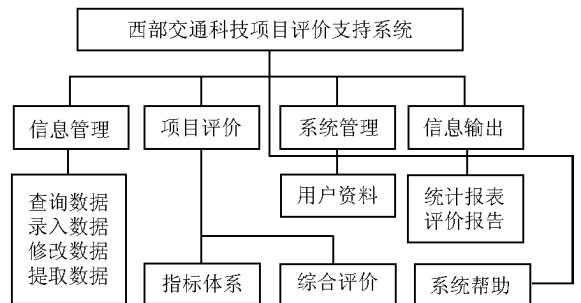 西部交通科技项目评价支持系统
信息管理
项目评价
系统管理
信息输出
查询数据
录入数据
修改数据
提取数据
用户资料
统计报表
评价报告
指标体系
综合评价
系统帮助